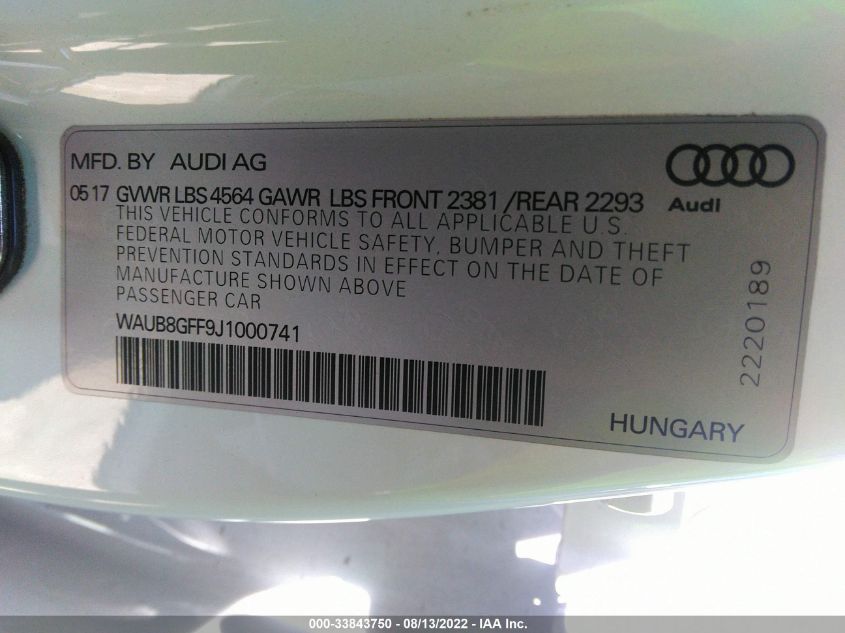 MFD. BY AUDI AG
05 17 GVWR LBS 4564 GAWR LBS FRONT 2381 / REAR 2293
THIS VEHICLE CONFORMS TO ALL APPLICABLE U.S.
FEDERAL MOTOR VEHICLE SAFETY, BUMPER AND THEFT
PREVENTION STANDARDS IN EFFECT ON THE DATE OF
MANUFACTURE SHOWN ABOVE
PASSENGER CAR
WAUB8GFF9J1000741
Audi
2220189
HUNGARY
000-33843750 - 08/13/2022 - IAA Inc.